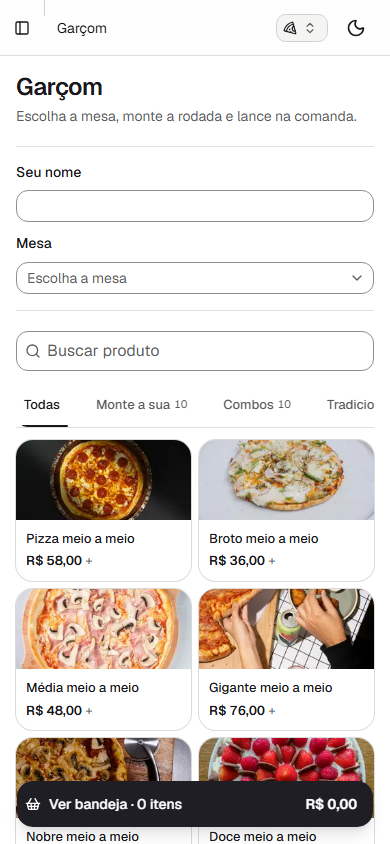 Garçom
Garçom
Escolha a mesa, monte a rodada e lance na comanda.
Seu nome
Mesa
Escolha a mesa
Buscar produto
Todas Monte a sua 10 Combos 10 Tradicio
Pizza meio a meio
R$ 58,00 +
Broto meio a meio
R$ 36,00 +
Média meio a meio
R$ 48,00 +
Gigante meio a meio
R$ 76,00 +
Ver bandeja · 0 itens R$ 0,00
Nobre meio a meio
Doce meio a meio